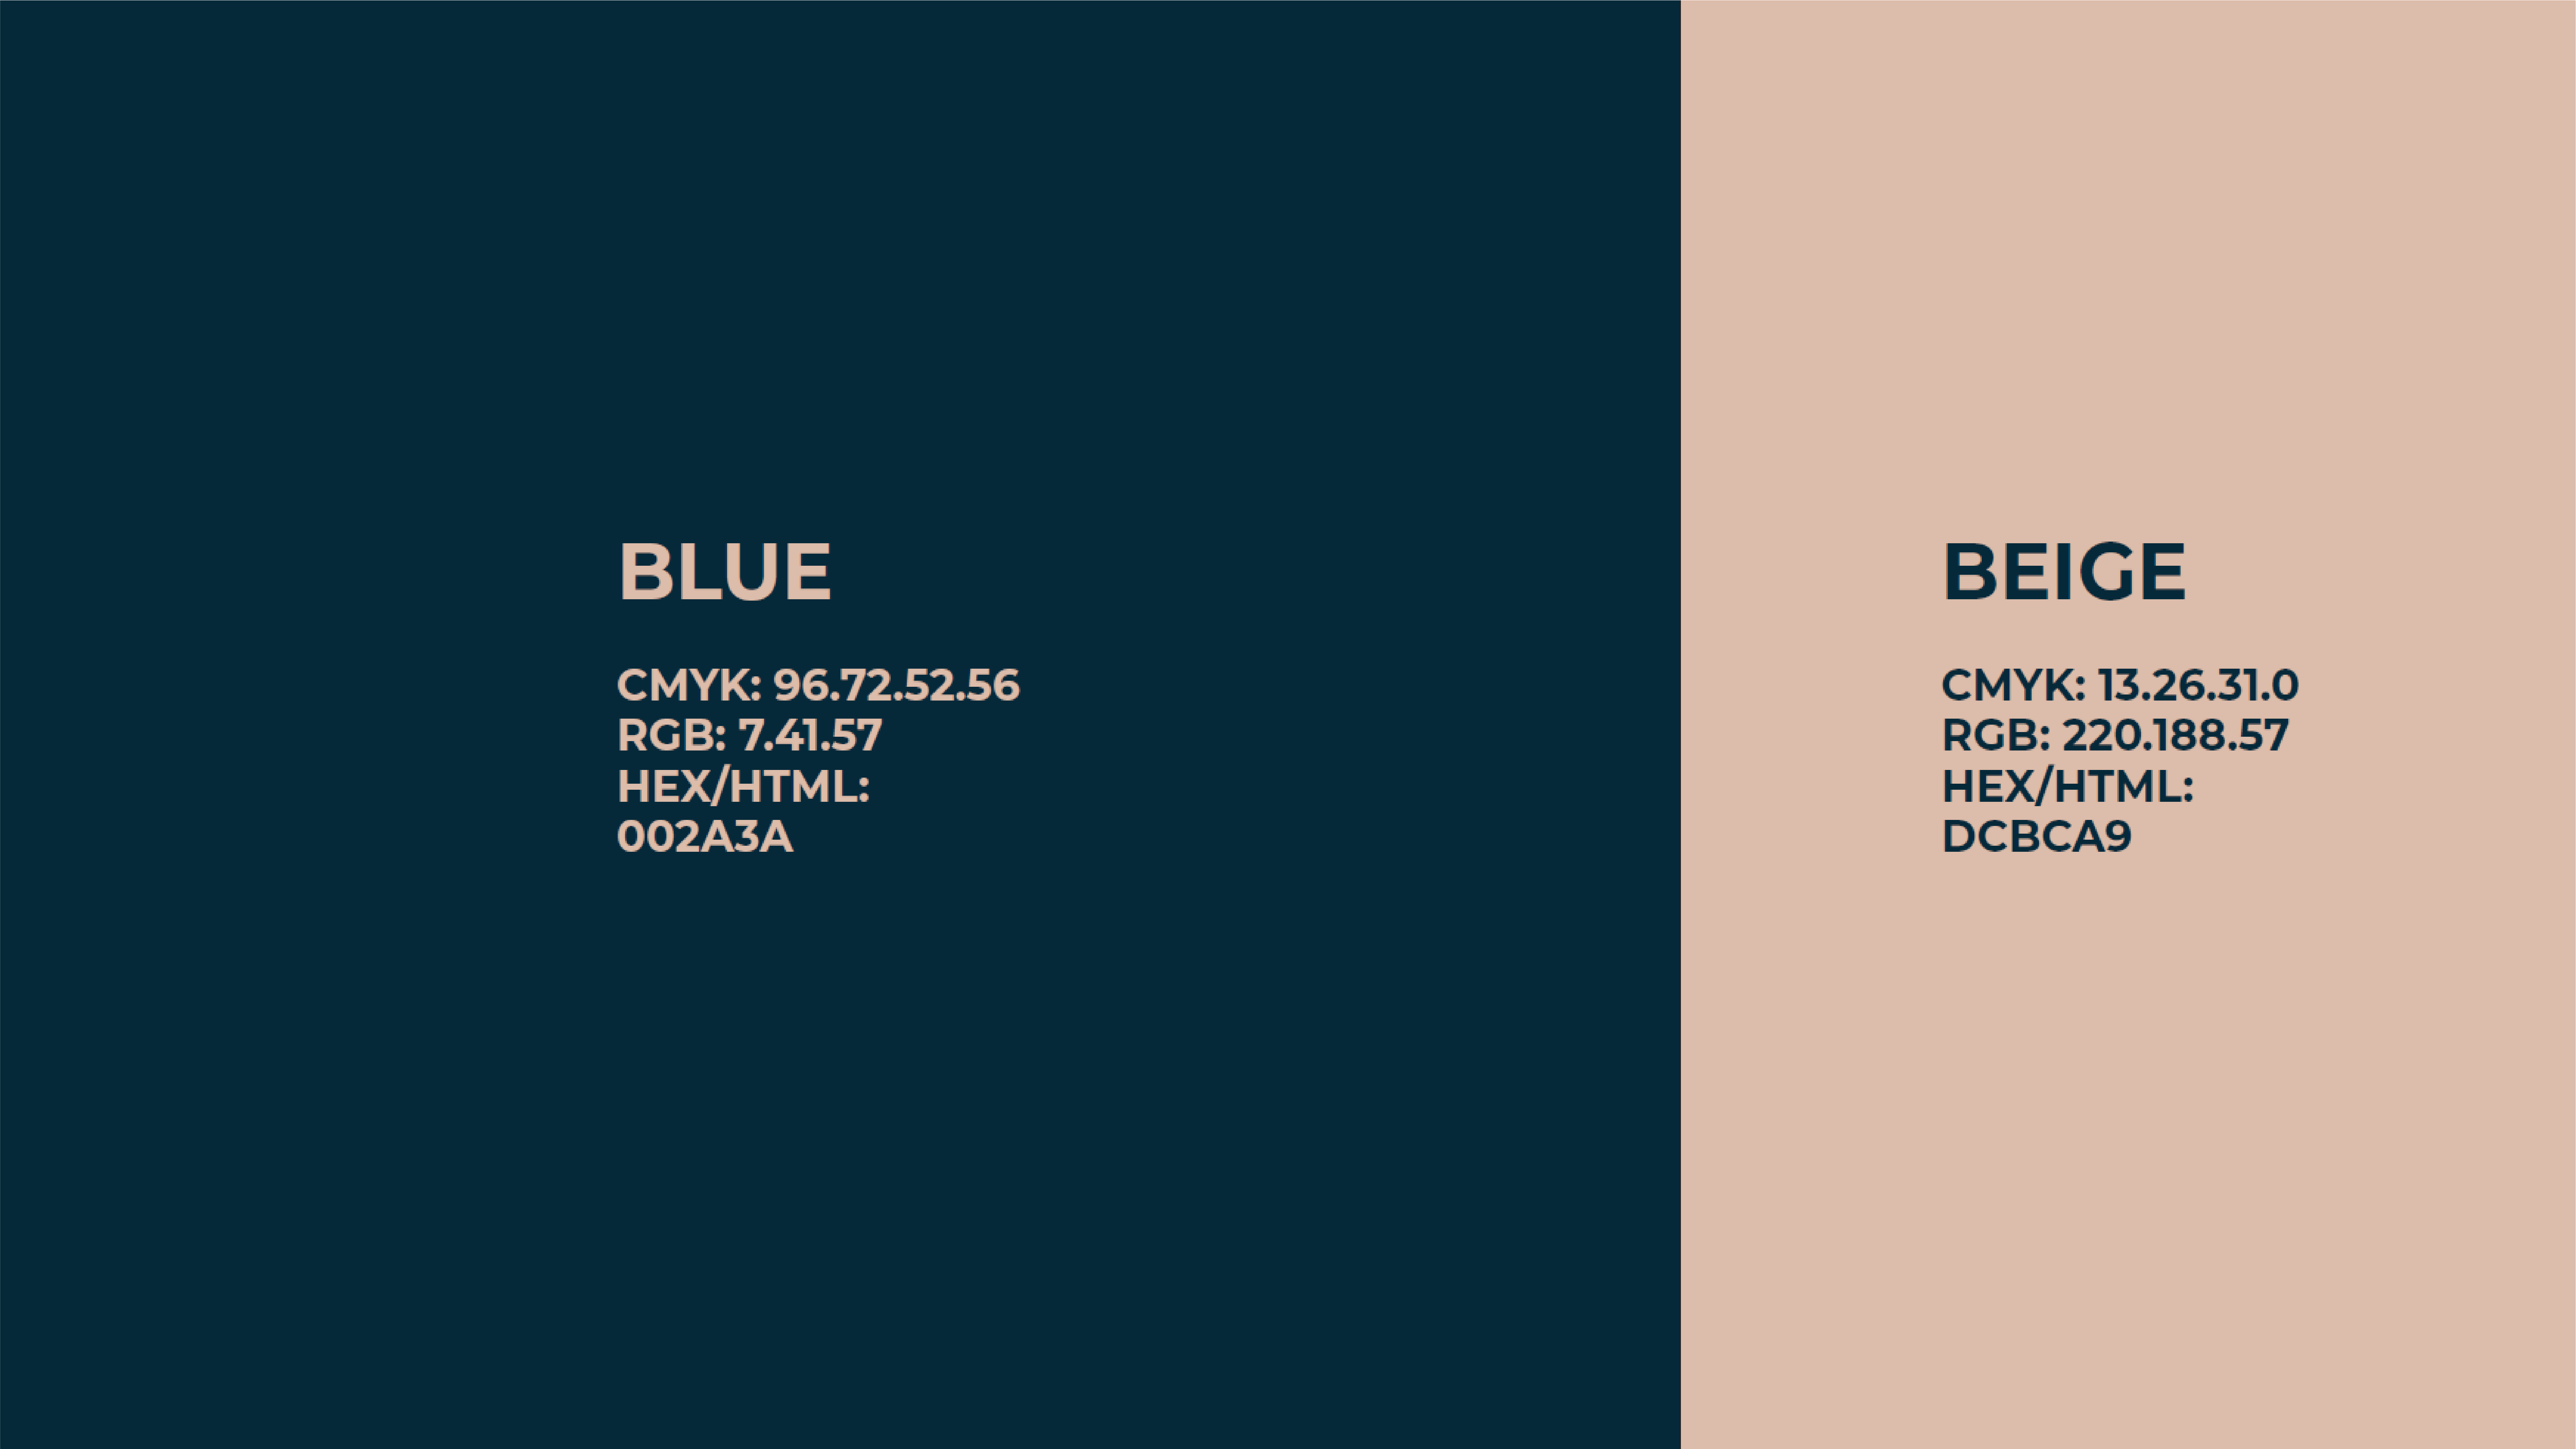 BLUE
CMYK: 96.72.52.56
RGB: 7.41.57
HEX/HTML:
002A3A
BEIGE
CMYK: 13.26.31.0
RGB: 220.188.57
HEX/HTML:
DCBCA9